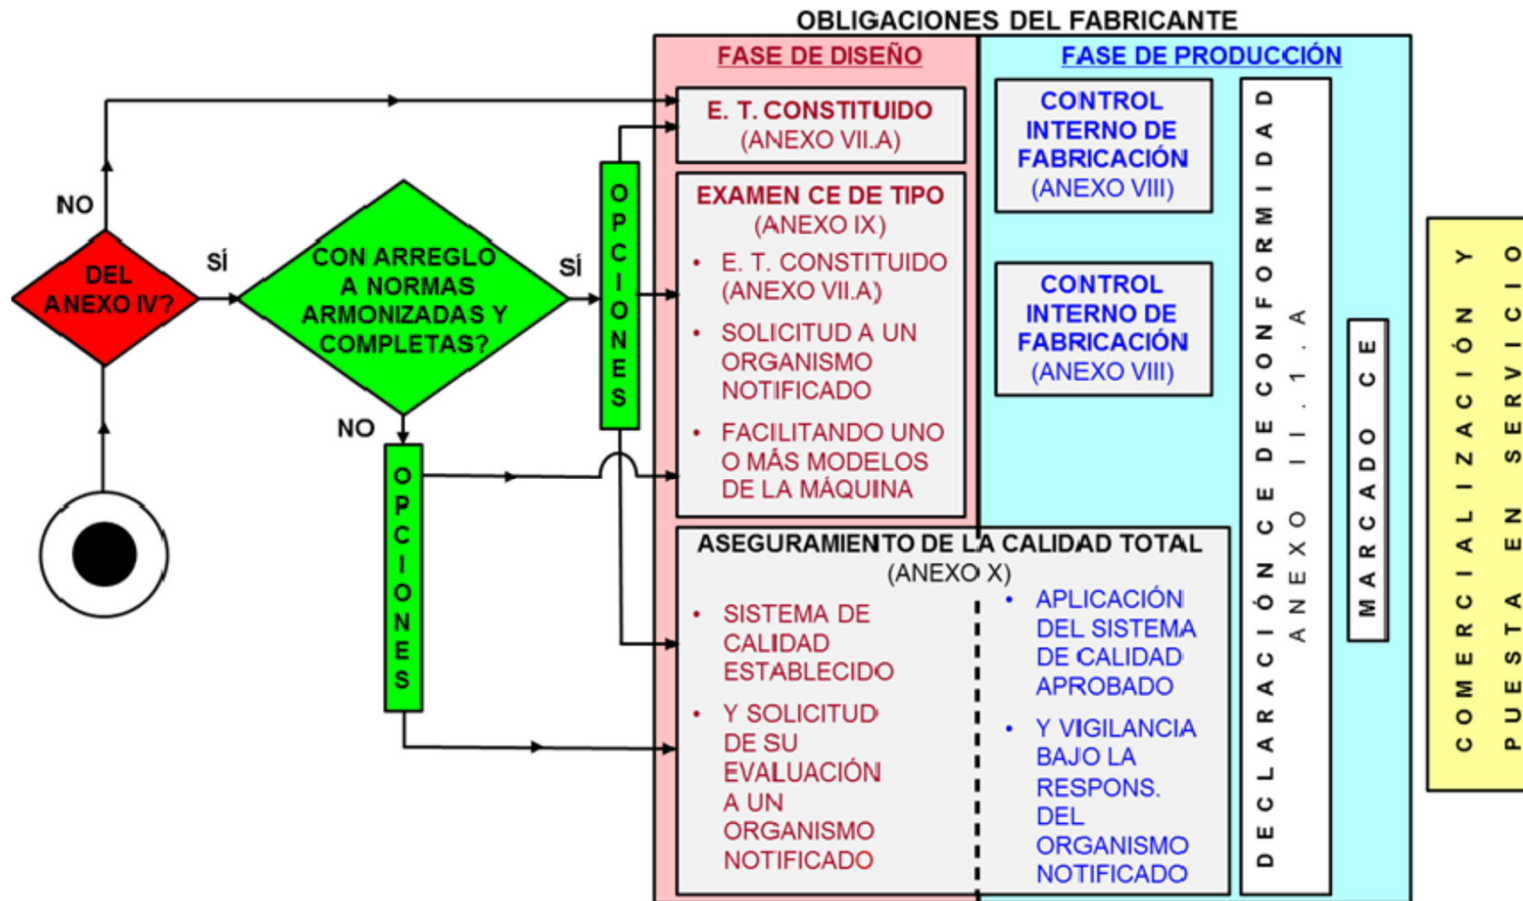 OBLIGACIONES DEL FABRICANTE
FASE DE DISEÑO
FASE DE PRODUCCIÓN
NO
DEL
ANEXO IV?
SÍ
CON ARREGLO
A NORMAS
ARMONIZADAS Y
COMPLETAS?
SÍ
NO
OPCIONES
OPCIONES
E. T. CONSTITUIDO
(ANEXO VII.A)
EXAMEN CE DE TIPO
(ANEXO IX)
• E. T. CONSTITUIDO
(ANEXO VII.A)
• SOLICITUD A UN
ORGANISMO
NOTIFICADO
• FACILITANDO UNO
O MÁS MODELOS
DE LA MÁQUINA
CONTROL
INTERNO DE
FABRICACIÓN
(ANEXO VIII)
CONTROL
INTERNO DE
FABRICACIÓN
(ANEXO VIII)
ASEGURAMIENTO DE LA CALIDAD TOTAL
(ANEXO X)
• SISTEMA DE
CALIDAD
ESTABLECIDO
• Y SOLICITUD
DE SU
EVALUACIÓN
A UN
ORGANISMO
NOTIFICADO
• APLICACIÓN
DEL SISTEMA
DE CALIDAD
APROBADO
• Y VIGILANCIA
BAJO LA
RESPONS.
DEL
ORGANISMO
NOTIFICADO
DECLARACIÓN CE DE CONFORMIDAD
ANEXO II.1.A
MARCADO CE
COMERCIALIZACIÓN Y
PUESTA EN SERVICIO